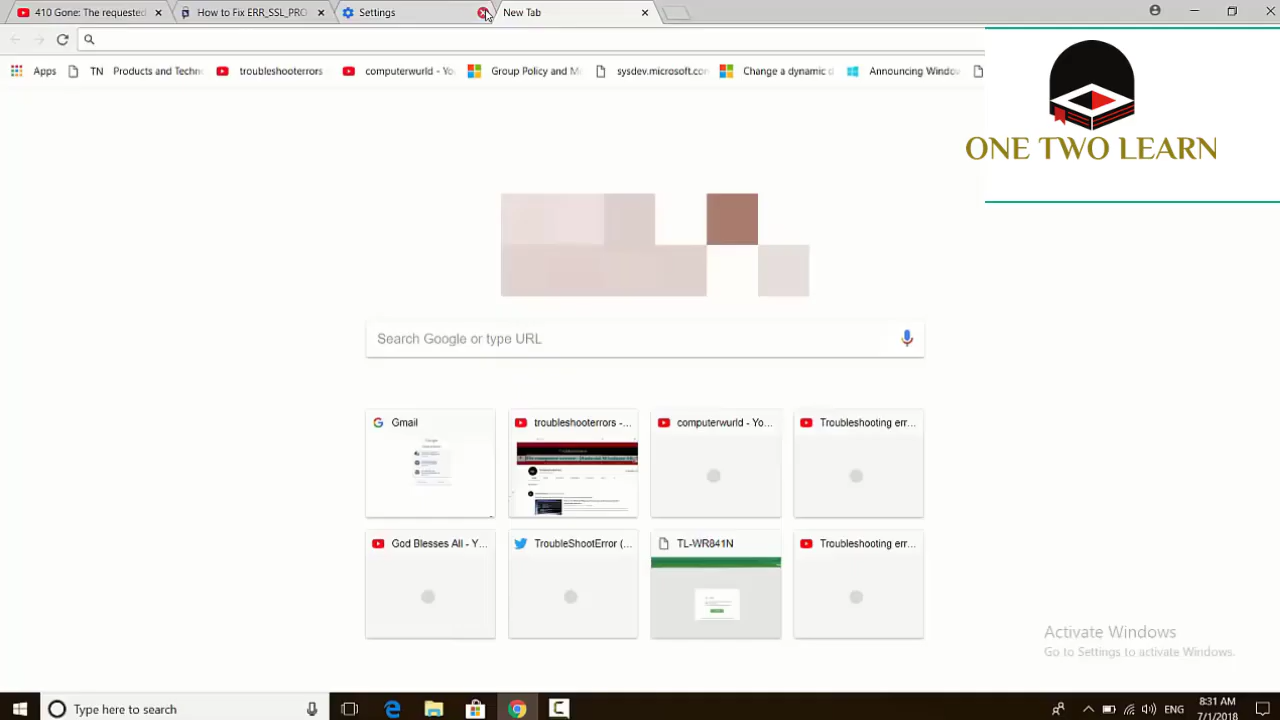 410 Gone: The requested
How to Fix ERR_SSL_PRO
Settings
New Tab
Apps
TN Products and Techn
troubleshooterrors
computerwurld - Yo
Group Policy and M
sysdev.microsoft.com
Change a dynamic d
Announcing Window
ONE TWO LEARN
Search Google or type URL
Gmail
troubleshooterrors -...
computerwurld - Yo...
Troubleshooting err...
God Blesses All - Y...
TroubleShootError (...
TL-WR841N
Troubleshooting err...
Activate Windows
Go to Settings to activate Windows.
Type here to search
ENG
8:31 AM
7/1/2018